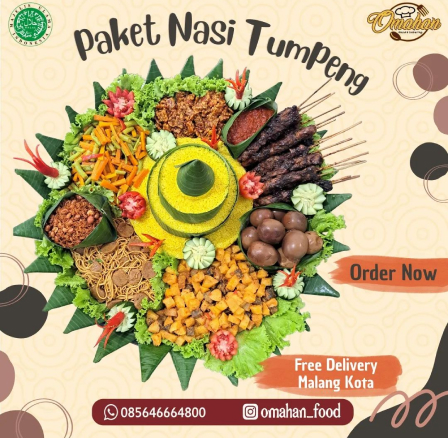 Paket Nasi Tumpeng
Omahan
Order Now
Free Delivery
Malang Kota
085646664800
omahan_food